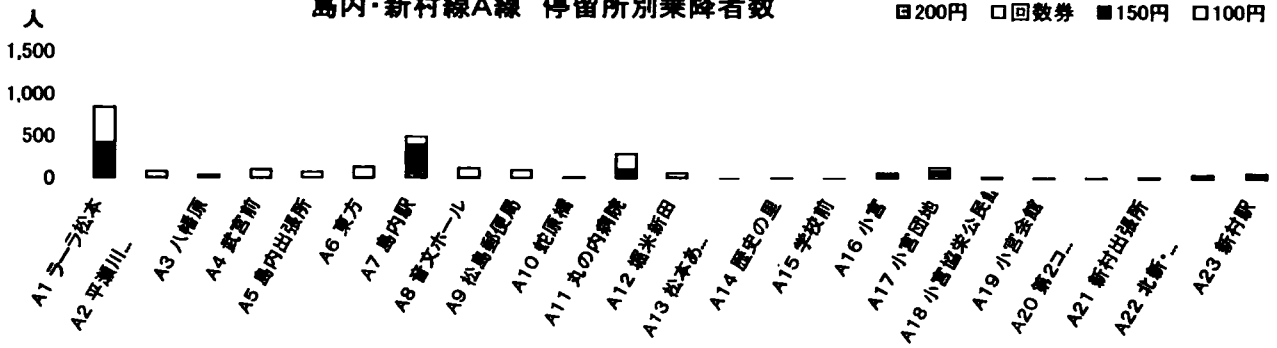 島内・新村線A線 停留所別乗降者数
200円 回数券 150円 100円
人
1,500
1,000
500
0
A1 ラーラ松本
A2 平瀬川...
A3 八幡原
A4 武宮前
A5 島内出張所
A6 東方
A7 島内駅
A8 音文ホール
A9 松島郵便局
A10 蛇原橋
A11 丸の内病院
A12 堀米新田
A13 松本あ...
A14 歴史の里
A15 学校前
A16 小宮
A17 小宮団地
A18 小宮協栄公民館
A19 小宮会館
A20 第2コ...
A21 新村出張所
A22 北新・...
A23 新村駅